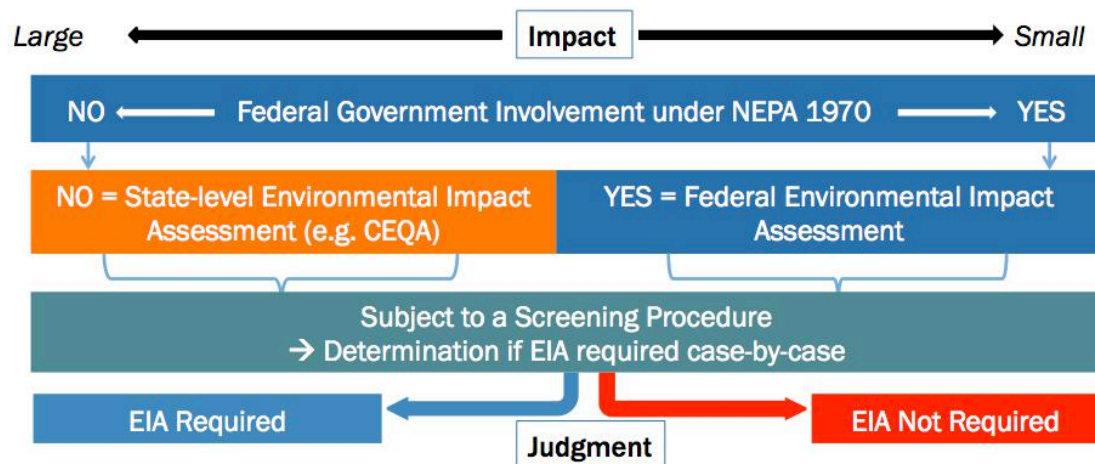 Large Impact Small
NO Federal Government Involvement under NEPA 1970 YES
NO = State-level Environmental Impact
Assessment (e.g. CEQA)
YES = Federal Environmental Impact
Assessment
Subject to a Screening Procedure
→ Determination if EIA required case-by-case
EIA Required
EIA Not Required
Judgment